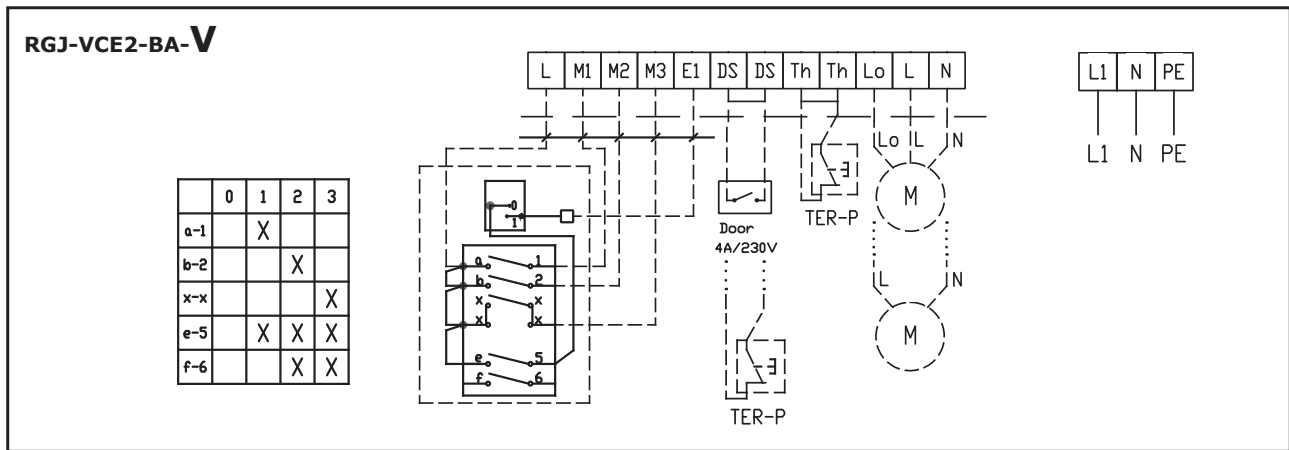 RGJ-VCE2-BA-V
L M1 M2 M3 E1 DS DS Th Th Lo L N
L1 N PE
Lo L N
L1 N PE
M
TER-P
0 1 2 3
a-1 X
b-2 X
x-x X
e-5 X X X
f-6 X X
0
1
Door
4A/230V
a 1
b 2
x x
x x
e 5
f 6
L N
M
TER-P